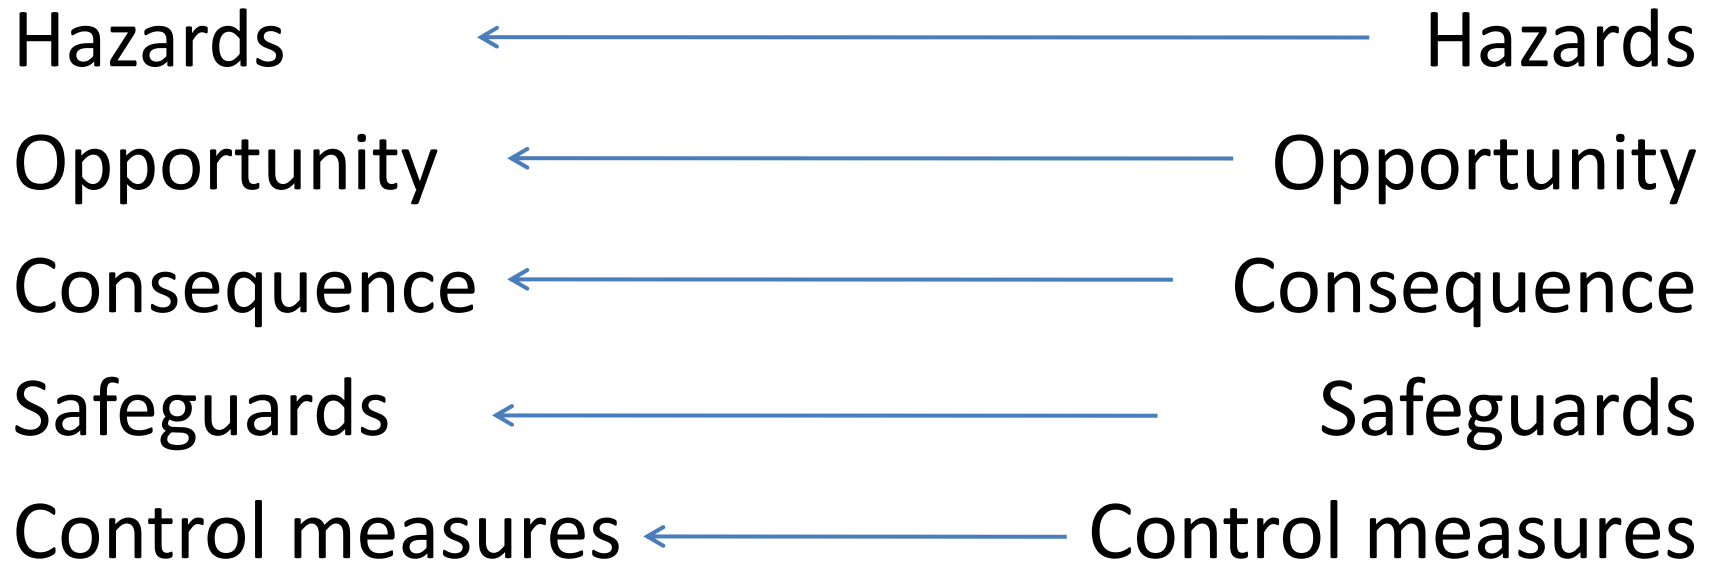 Hazards Hazards
Opportunity Opportunity
Consequence Consequence
Safeguards Safeguards
Control measures Control measures